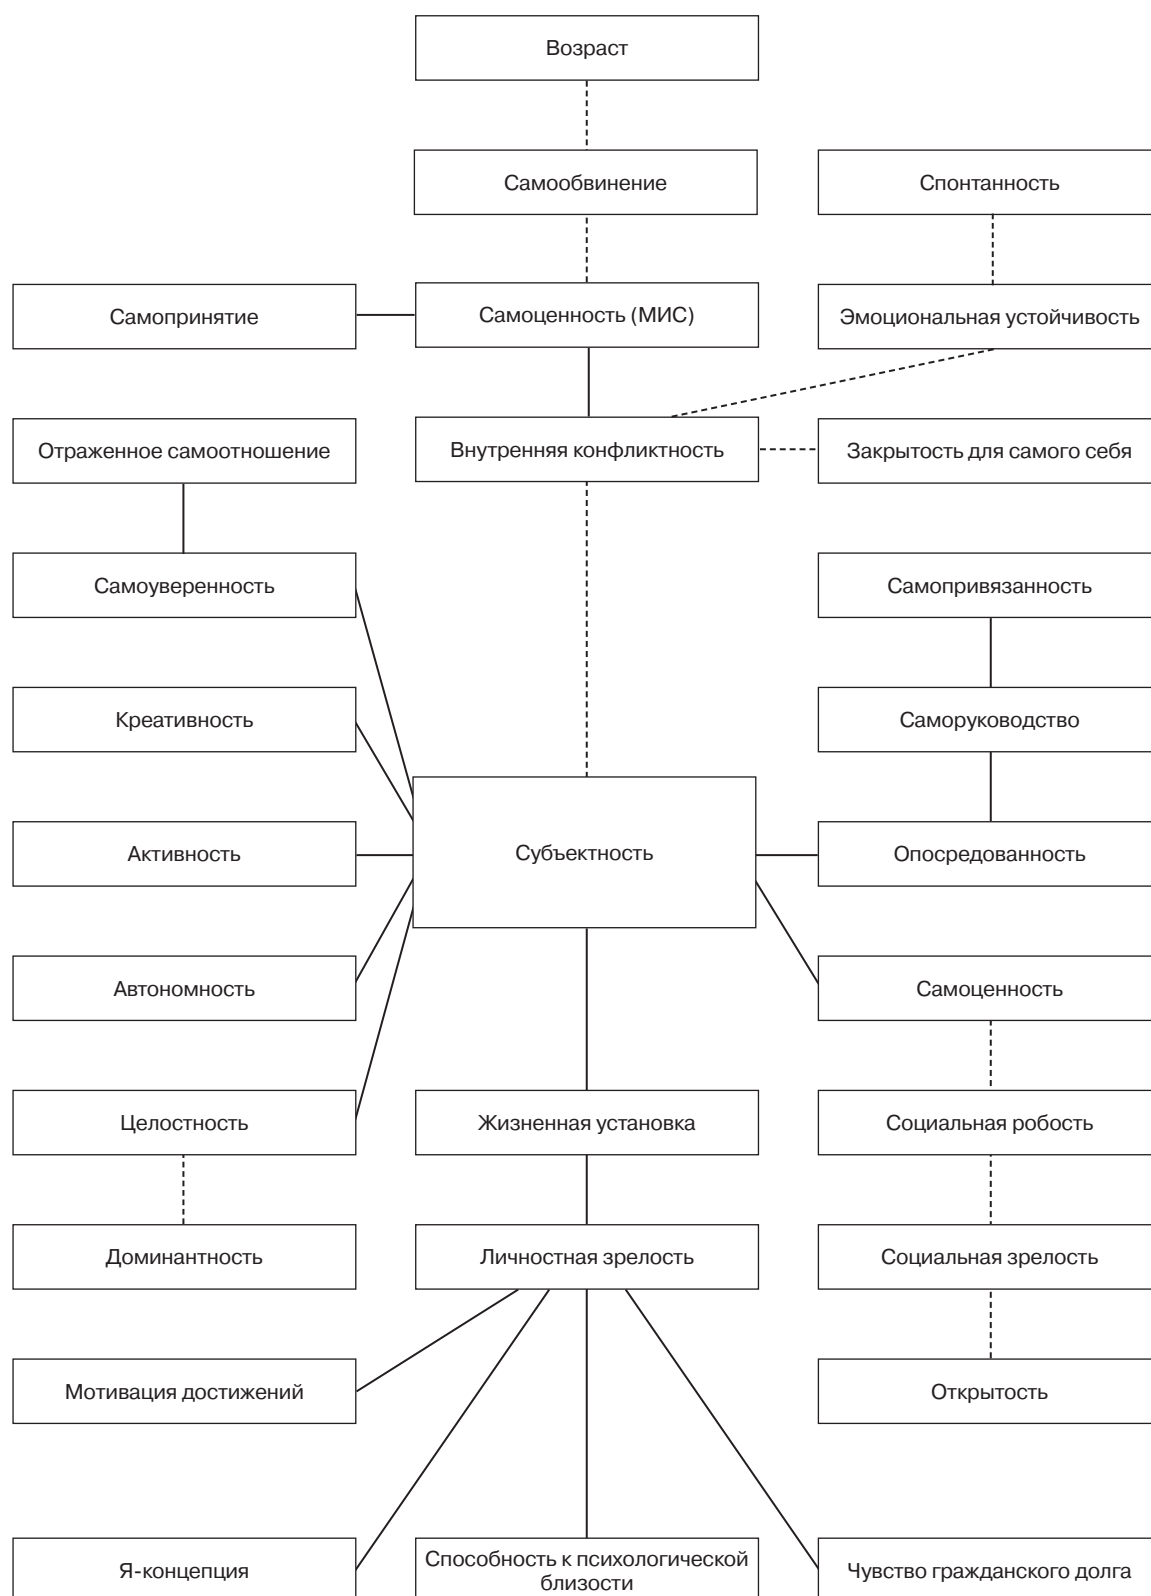 Возраст
Самообвинение
Спонтанность
Самопринятие
Самоценность (МИС)
Эмоциональная устойчивость
Отраженное самоотношение
Внутренняя конфликтность
Закрытость для самого себя
Самоуверенность
Самопривязанность
Креативность
Саморуководство
Активность
Субъектность
Опосредованность
Автономность
Самоценность
Целостность
Жизненная установка
Социальная робость
Доминантность
Личностная зрелость
Социальная зрелость
Мотивация достижений
Открытость
Я-концепция
Способность к психологической
близости
Чувство гражданского долга